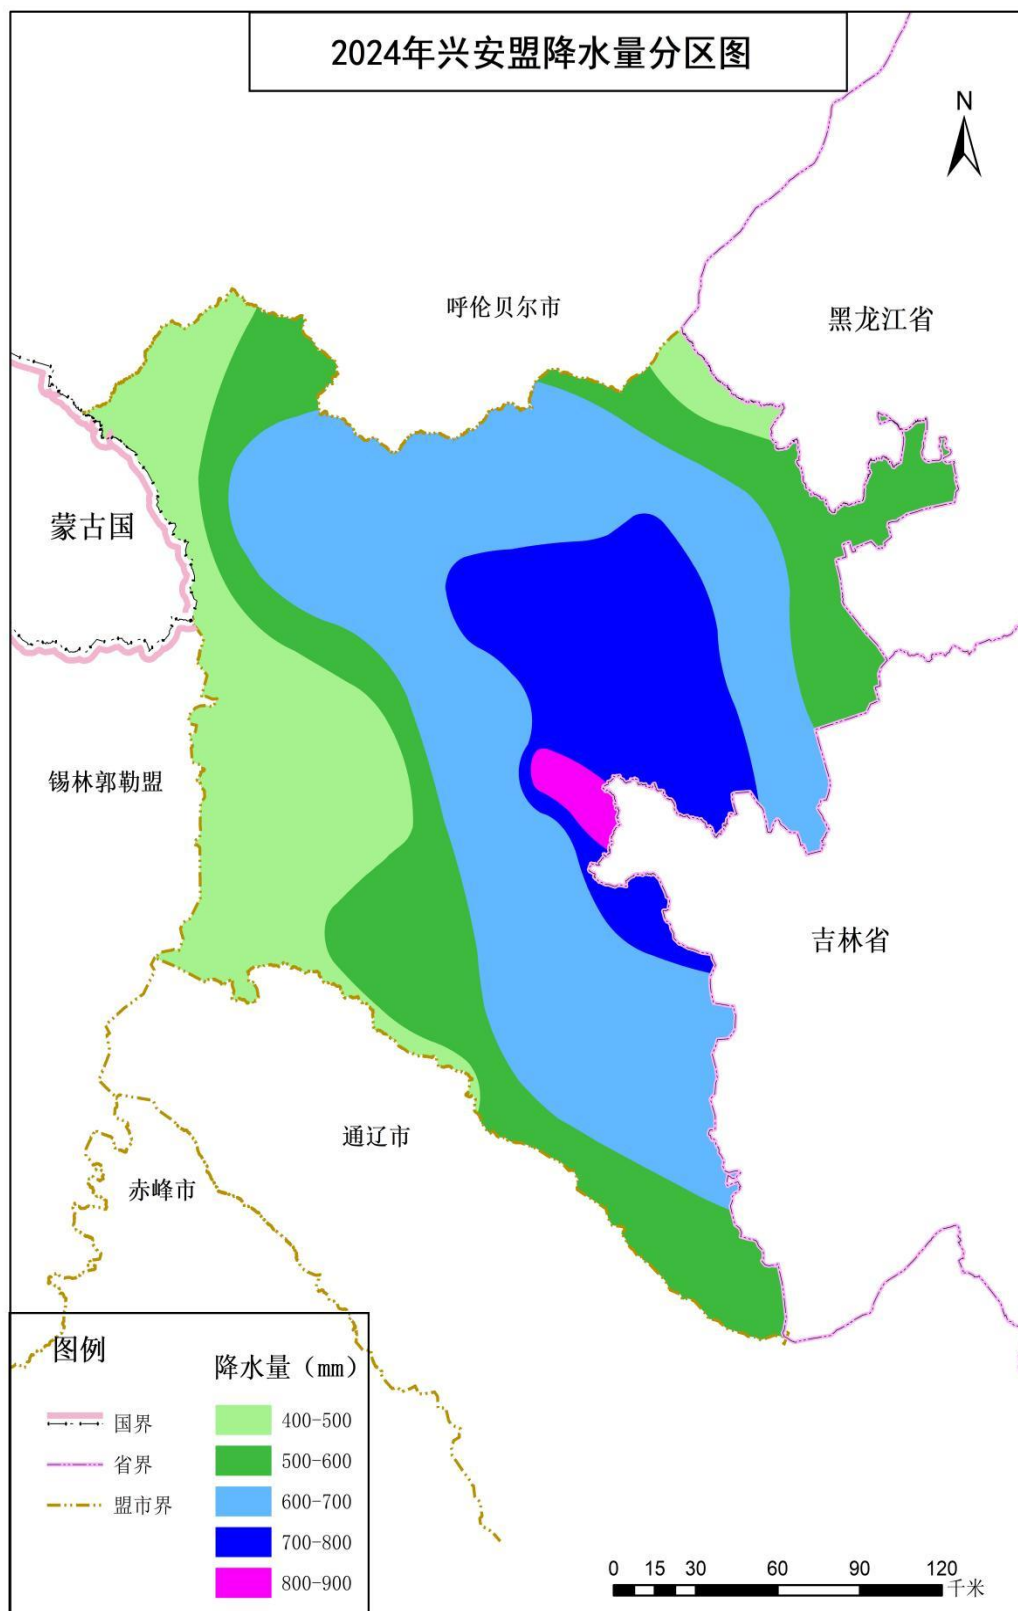 2024年兴安盟降水量分区图
N
呼伦贝尔市
黑龙江省
蒙古国
锡林郭勒盟
吉林省
通辽市
赤峰市
图例
降水量（mm）
国界
省界
盟市界
400-500
500-600
600-700
700-800
800-900
0 15 30 60 90 120
千米